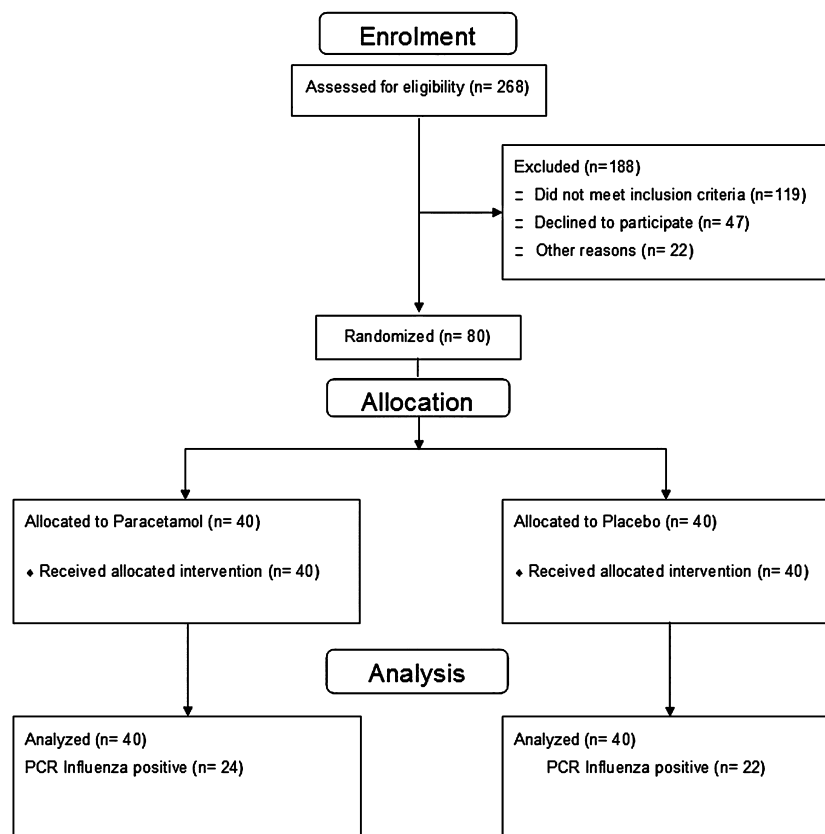 Enrolment
Assessed for eligibility (n= 268)
Excluded (n=188)
Did not meet inclusion criteria (n=119)
Declined to participate (n= 47)
Other reasons (n= 22)
Randomized (n= 80)
Allocation
Allocated to Paracetamol (n= 40)
♦ Received allocated intervention (n= 40)
Allocated to Placebo (n= 40)
♦ Received allocated intervention (n= 40)
Analysis
Analyzed (n= 40)
PCR Influenza positive (n= 24)
Analyzed (n= 40)
PCR Influenza positive (n= 22)